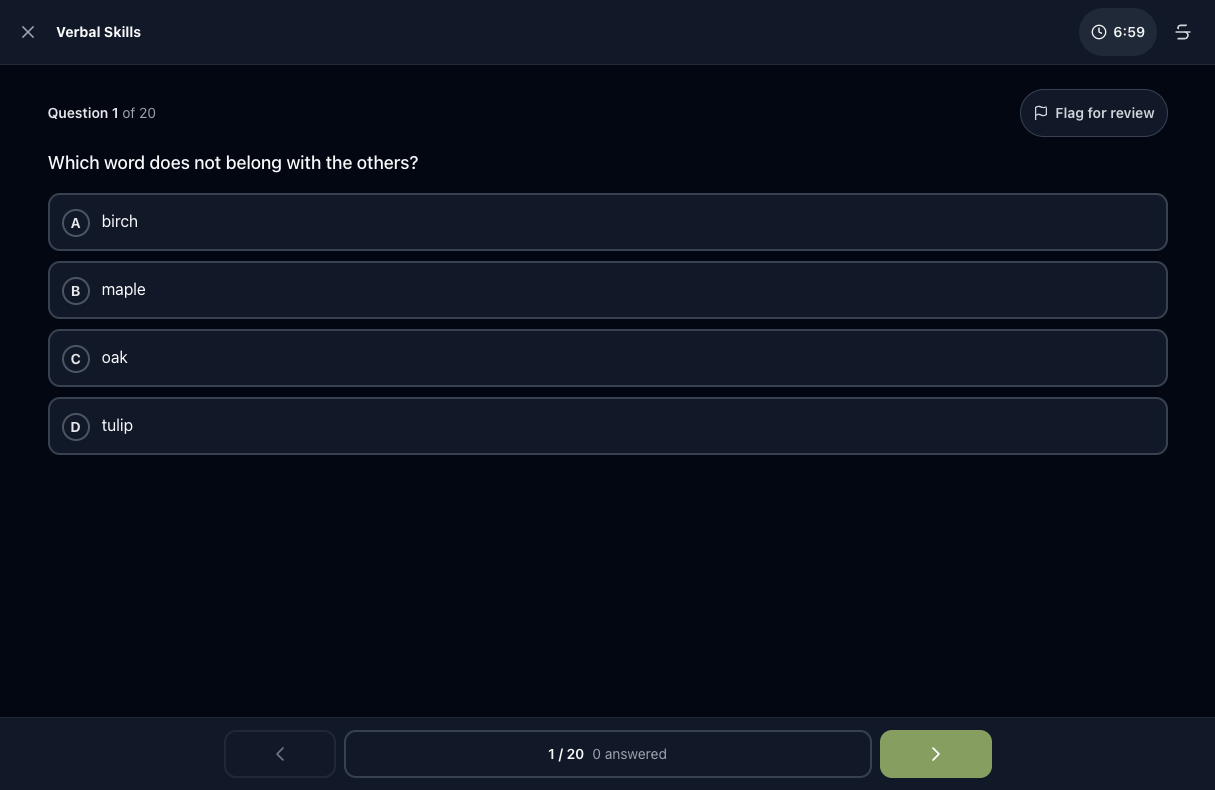 Verbal Skills
6:59
Question 1 of 20
Flag for review
Which word does not belong with the others?
A birch
B maple
C oak
D tulip
1 / 20 0 answered